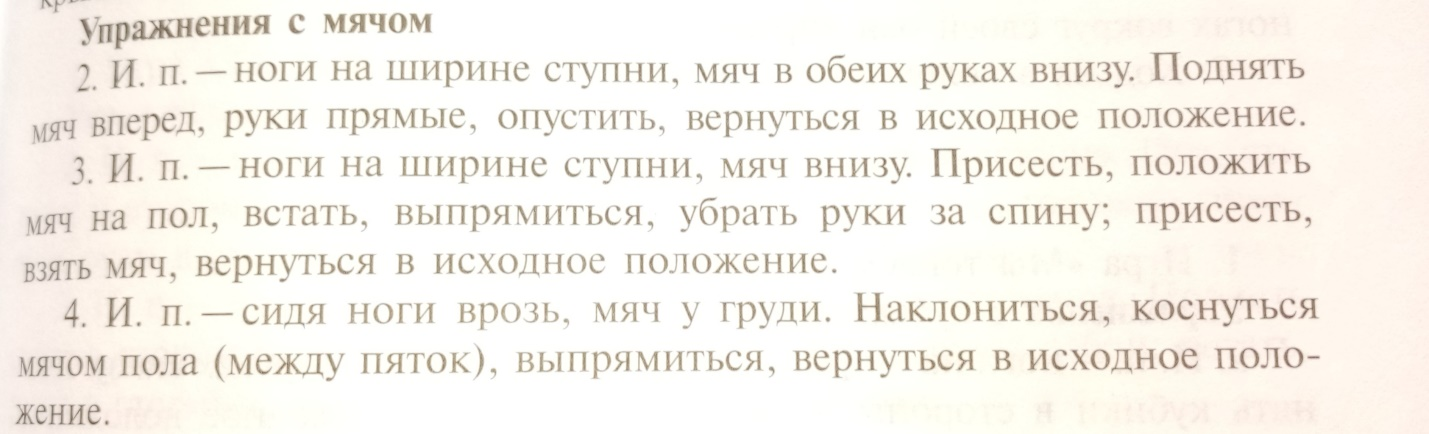 Упражнения с мячом
2. И. п. — ноги на ширине ступни, мяч в обеих руках внизу. Поднять
мяч вперед, руки прямые, опустить, вернуться в исходное положение.
3. И. п. — ноги на ширине ступни, мяч внизу. Присесть, положить
мяч на пол, встать, выпрямиться, убрать руки за спину; присесть,
взять мяч, вернуться в исходное положение.
4. И. п. — сидя ноги врозь, мяч у груди. Наклониться, коснуться
мячом пола (между пяток), выпрямиться, вернуться в исходное поло-
жение.